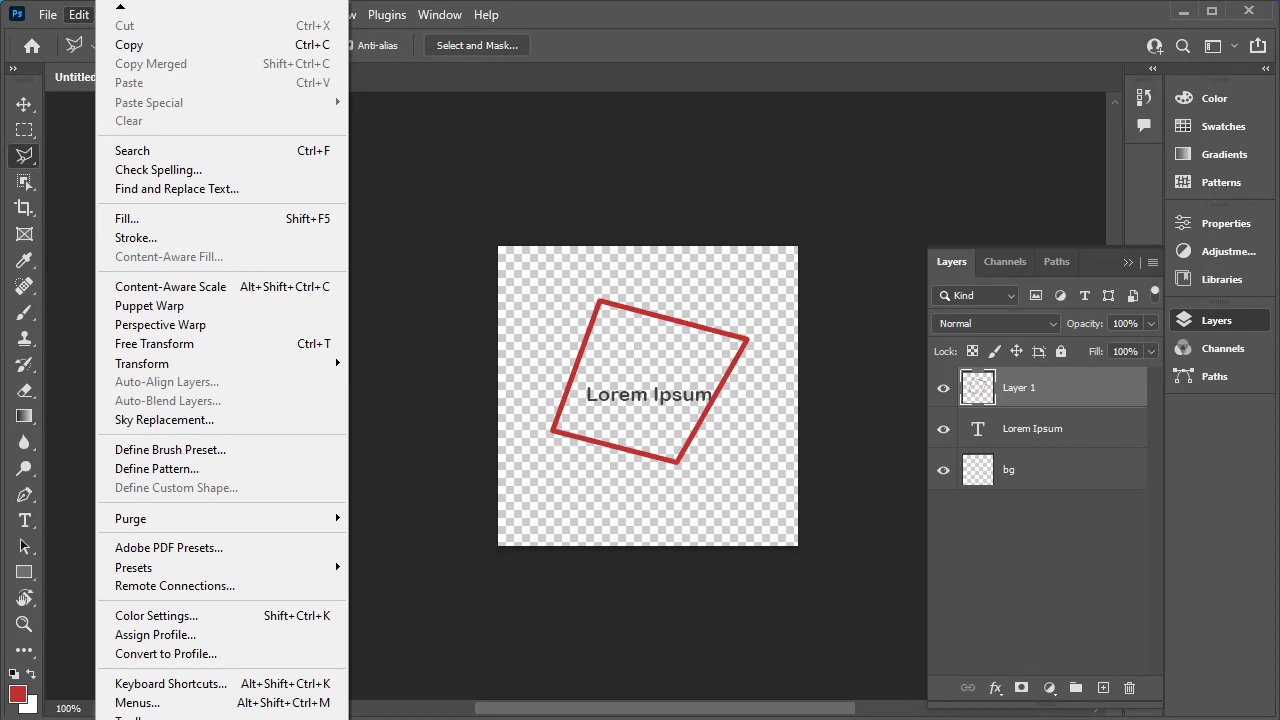 Ps File Edit Plugins Window Help
Anti-alias Select and Mask...
Untitled
Cut Ctrl+X
Copy Ctrl+C
Copy Merged Shift+Ctrl+C
Paste Ctrl+V
Paste Special
Clear
Search Ctrl+F
Check Spelling...
Find and Replace Text...
Fill... Shift+F5
Stroke...
Content-Aware Fill...
Content-Aware Scale Alt+Shift+Ctrl+C
Puppet Warp
Perspective Warp
Free Transform Ctrl+T
Transform
Auto-Align Layers...
Auto-Blend Layers...
Sky Replacement...
Define Brush Preset...
Define Pattern...
Define Custom Shape...
Purge
Adobe PDF Presets...
Presets
Remote Connections...
Color Settings... Shift+Ctrl+K
Assign Profile...
Convert to Profile...
Keyboard Shortcuts... Alt+Shift+Ctrl+K
Menus... Alt+Shift+Ctrl+M
100%
Lorem Ipsum
Layers Channels Paths
Kind
Normal Opacity: 100%
Lock: Fill: 100%
Layer 1
Lorem Ipsum
bg
Color
Swatches
Gradients
Patterns
Properties
Adjustme...
Libraries
Layers
Channels
Paths